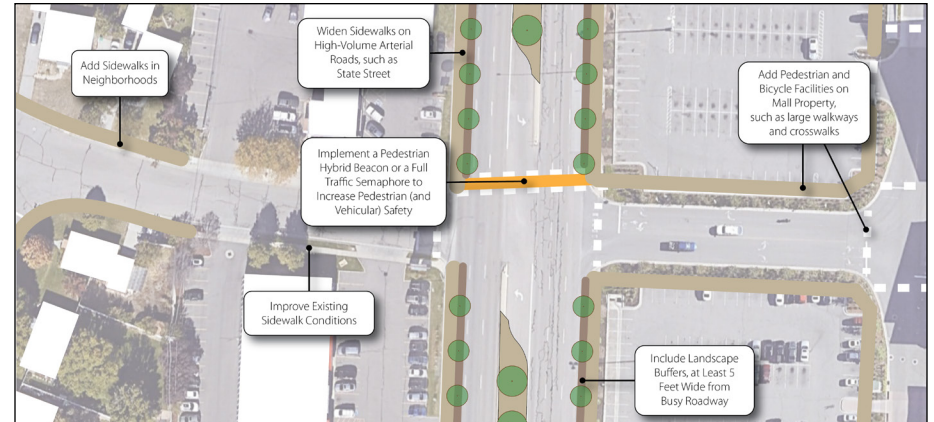 Widen Sidewalks on
High-Volume Arterial
Roads, such as
State Street
Add Sidewalks in
Neighborhoods
Add Pedestrian and
Bicycle Facilities on
Mall Property,
such as large walkways
and crosswalks
Implement a Pedestrian
Hybrid Beacon or a Full
Traffic Semaphore to
Increase Pedestrian (and
Vehicular) Safety
Improve Existing
Sidewalk Conditions
Include Landscape
Buffers, at Least 5
Feet Wide from
Busy Roadway